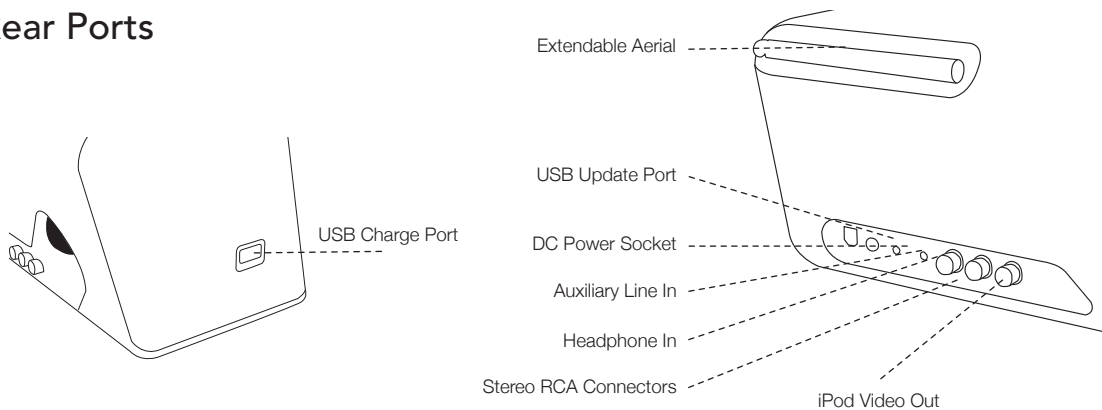 ear Ports
Extendable Aerial
USB Update Port
USB Charge Port
DC Power Socket
Auxiliary Line In
Headphone In
Stereo RCA Connectors
iPod Video Out